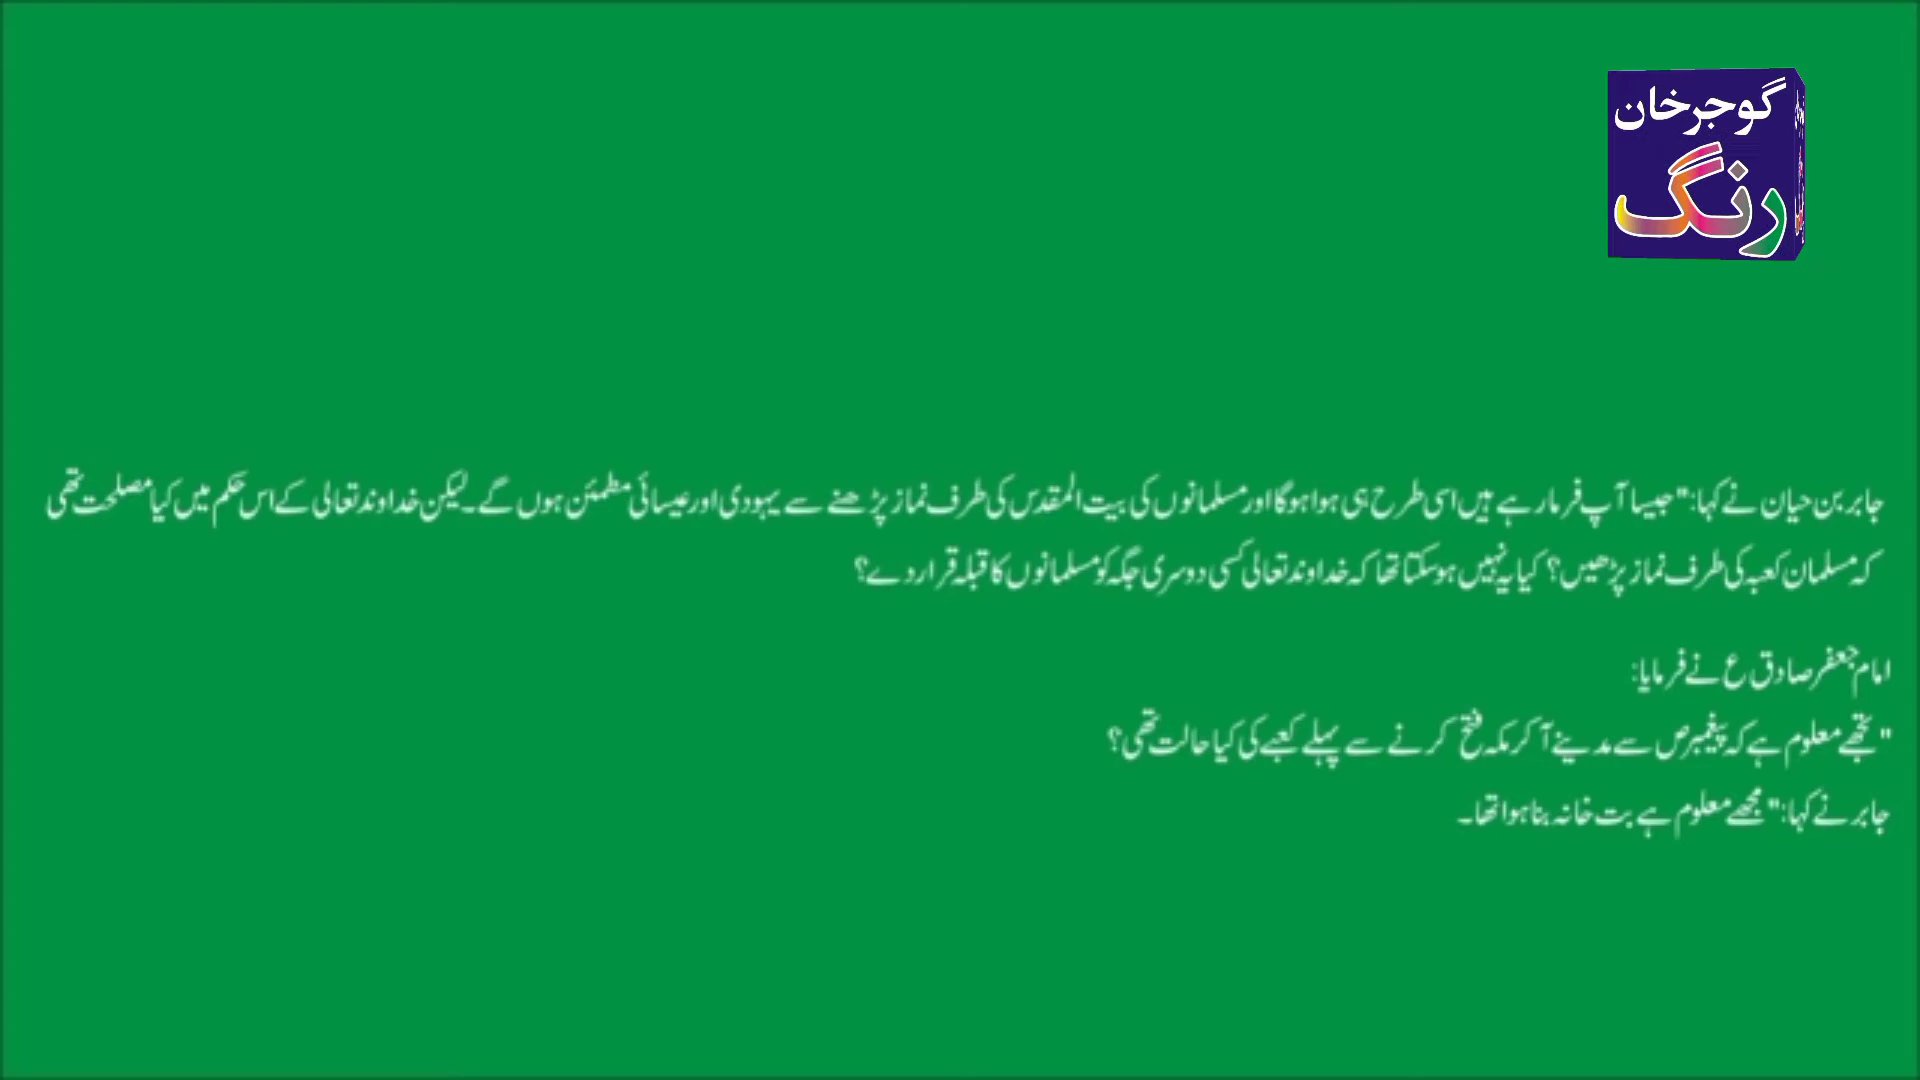 گوجرخان
رنگ
جابر بن حیان نے کہا:" جیسا آپ فرما رہے ہیں اسی طرح ہی ہوا ہوگا اور مسلمانوں کی بیت المقدس کی طرف نماز پڑھنے سے یہودی اور عیسائی مطمئن ہوں گے۔ لیکن خداوند تعالی کے اس حکم میں کیا مصلحت تھی
کہ مسلمان کعبہ کی طرف نماز پڑھیں؟ کیا یہ نہیں ہو سکتا تھا کہ خداوند تعالی کسی دوسری جگہ کو مسلمانوں کا قبلہ قرار دے؟
امام جعفر صادق ع نے فرمایا:
" تجھے معلوم ہے کہ پیغمبر ص سے مدینے آ کر مکہ فتح کرنے سے پہلے کعبے کی کیا حالت تھی؟
جابر نے کہا:" مجھے معلوم ہے بت خانہ بنا ہوا تھا۔